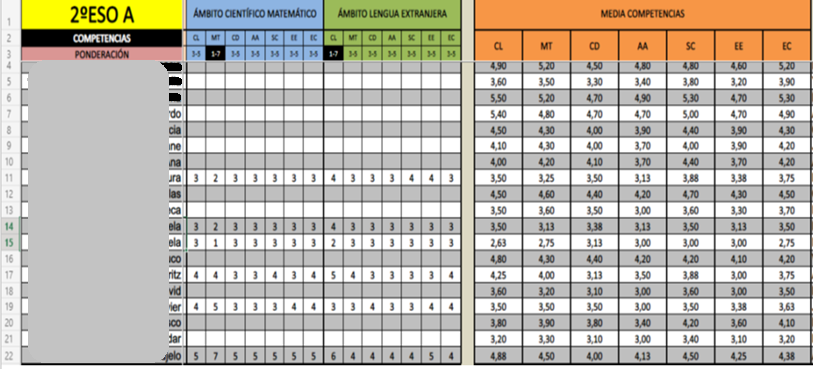 1 2ºESO A ÁMBITO CIENTÍFICO MATEMÁTICO ÁMBITO LENGUA EXTRANJERA MEDIA COMPETENCIAS
2 COMPETENCIAS CL MT CD AA SC EE EC CL MT CD AA SC EE EC CL MT CD AA SC EE EC
3 PONDERACIÓN 3-5 1-7 3-5 3-5 3-5 3-5 3-5 1-7 3-5 3-5 3-5 3-5 3-5 3-5
4 4,90 5,20 4,50 4,80 4,80 4,60 5,20
5 3,60 3,50 3,30 3,40 3,80 3,20 3,90
6 5,50 5,20 4,70 4,90 5,30 4,70 5,30
7 rdo 5,40 4,80 4,70 4,70 5,00 4,70 4,90
8 cia 4,50 4,30 4,00 3,90 4,40 3,90 4,30
9 ne 4,10 4,30 4,00 3,70 4,00 3,90 4,20
10 na 4,00 4,20 4,10 3,70 4,40 3,70 4,20
11 ura 3 2 3 3 3 3 3 4 3 3 3 4 4 3 3,50 3,25 3,50 3,13 3,88 3,38 3,75
12 las 4,50 4,60 4,40 4,20 4,70 4,30 4,50
13 eca 3,50 3,60 3,50 3,00 3,60 3,30 3,70
14 ela 3 2 3 3 3 3 3 4 3 3 3 3 3 3 3,50 3,13 3,38 3,13 3,50 3,13 3,50
15 ela 3 1 3 3 3 3 3 2 3 3 3 3 3 3 2,63 2,75 3,13 3,00 3,00 3,00 2,75
16 uco 4,80 4,30 4,40 4,20 4,20 4,10 4,20
17 ritz 4 4 3 3 4 3 4 5 4 3 3 3 3 4 4,25 4,00 3,13 3,50 3,88 3,00 3,75
18 vid 3,60 3,20 3,10 3,00 3,60 3,00 3,50
19 vier 4 5 3 3 3 4 4 3 3 4 3 3 4 4 3,50 3,50 3,50 3,00 3,50 3,38 3,63
20 sco 3,80 3,90 3,80 3,40 4,20 3,60 4,10
21 dar 3,20 3,30 3,10 3,00 3,40 3,10 3,20
22 jelo 5 7 5 5 5 5 5 6 4 4 4 4 5 4 4,88 4,50 4,00 4,13 4,50 4,25 4,38